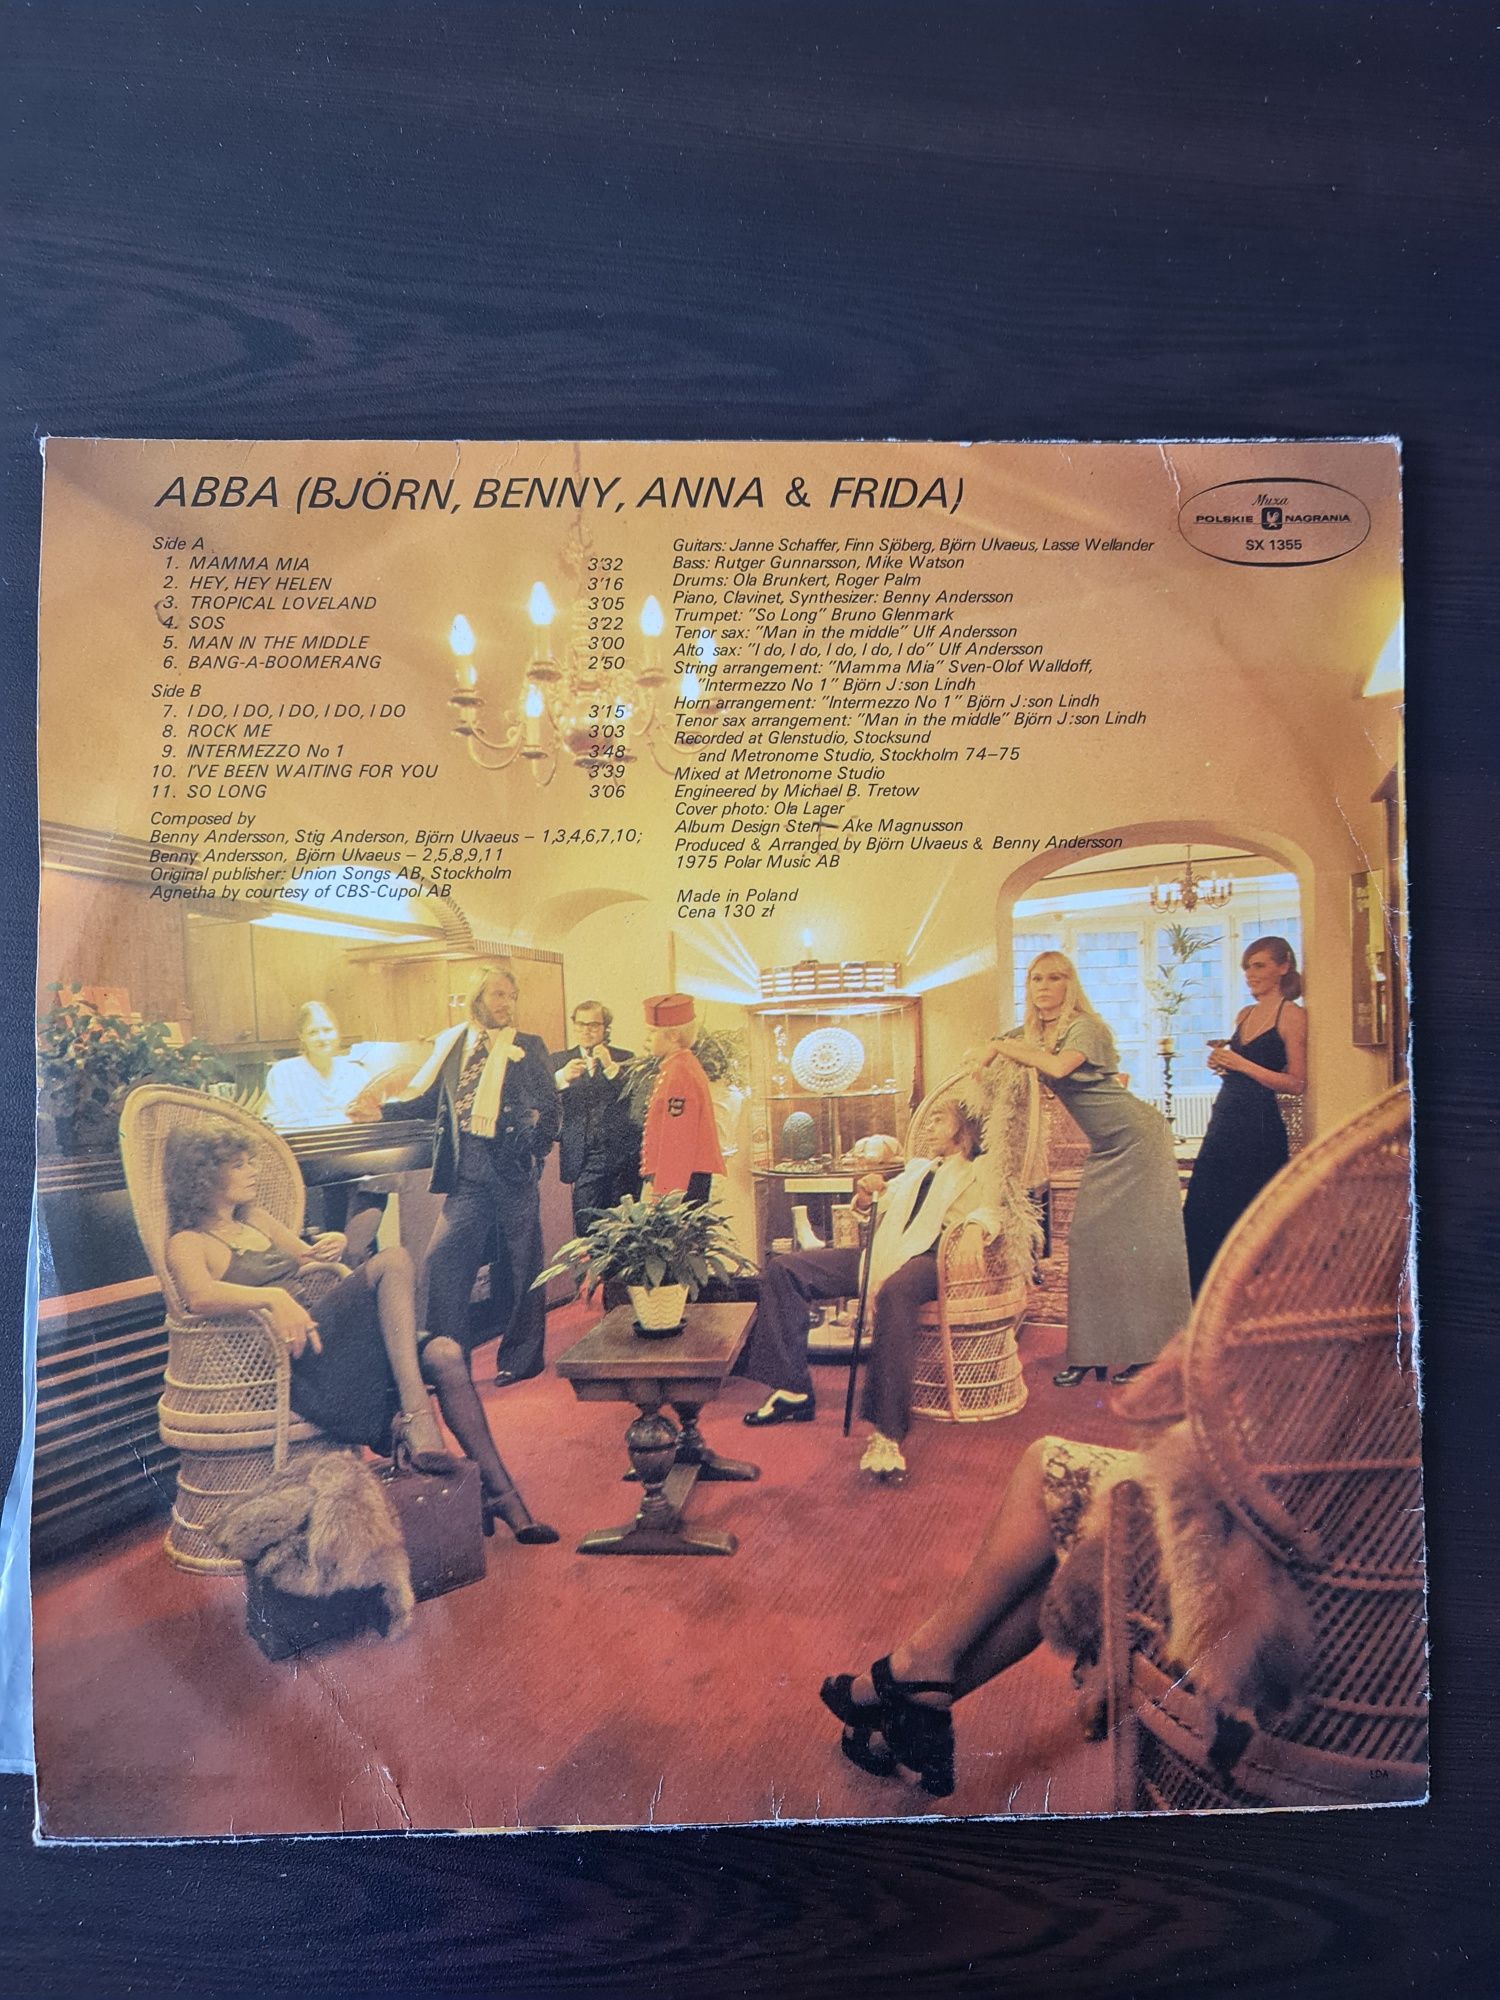 ABBA (BJÖRN, BENNY, ANNA & FRIDA)
Muza
POLSKIE NAGRANIA
SX 1355
Side A
1. MAMMA MIA 3'32
2. HEY, HEY HELEN 3'16
3. TROPICAL LOVELAND 3'05
4. SOS 3'22
5. MAN IN THE MIDDLE 3'00
6. BANG-A-BOOMERANG 2'50
Side B
7. I DO, I DO, I DO, I DO, I DO 3'15
8. ROCK ME 3'03
9. INTERMEZZO No 1 3'48
10. I'VE BEEN WAITING FOR YOU 3'39
11. SO LONG 3'06
Composed by
Benny Andersson, Stig Anderson, Björn Ulvaeus – 1,3,4,6,7,10;
Benny Andersson, Björn Ulvaeus – 2,5,8,9,11
Original publisher: Union Songs AB, Stockholm
Agnetha by courtesy of CBS-Cupol AB
Guitars: Janne Schaffer, Finn Sjöberg, Björn Ulvaeus, Lasse Wellander
Bass: Rutger Gunnarsson, Mike Watson
Drums: Ola Brunkert, Roger Palm
Piano, Clavinet, Synthesizer: Benny Andersson
Trumpet: "So Long" Bruno Glenmark
Tenor sax: "Man in the middle" Ulf Andersson
Alto sax: "I do, I do, I do, I do, I do" Ulf Andersson
String arrangement: "Mamma Mia" Sven-Olof Walldoff,
"Intermezzo No 1" Björn J:son Lindh
Horn arrangement: "Intermezzo No 1" Björn J:son Lindh
Tenor sax arrangement: "Man in the middle" Björn J:son Lindh
Recorded at Glenstudio, Stocksund
and Metronome Studio, Stockholm 74–75
Mixed at Metronome Studio
Engineered by Michael B. Tretow
Cover photo: Ola Lager
Album Design Sten – Ake Magnusson
Produced & Arranged by Björn Ulvaeus & Benny Andersson
1975 Polar Music AB
Made in Poland
Cena 130 zł
LDA